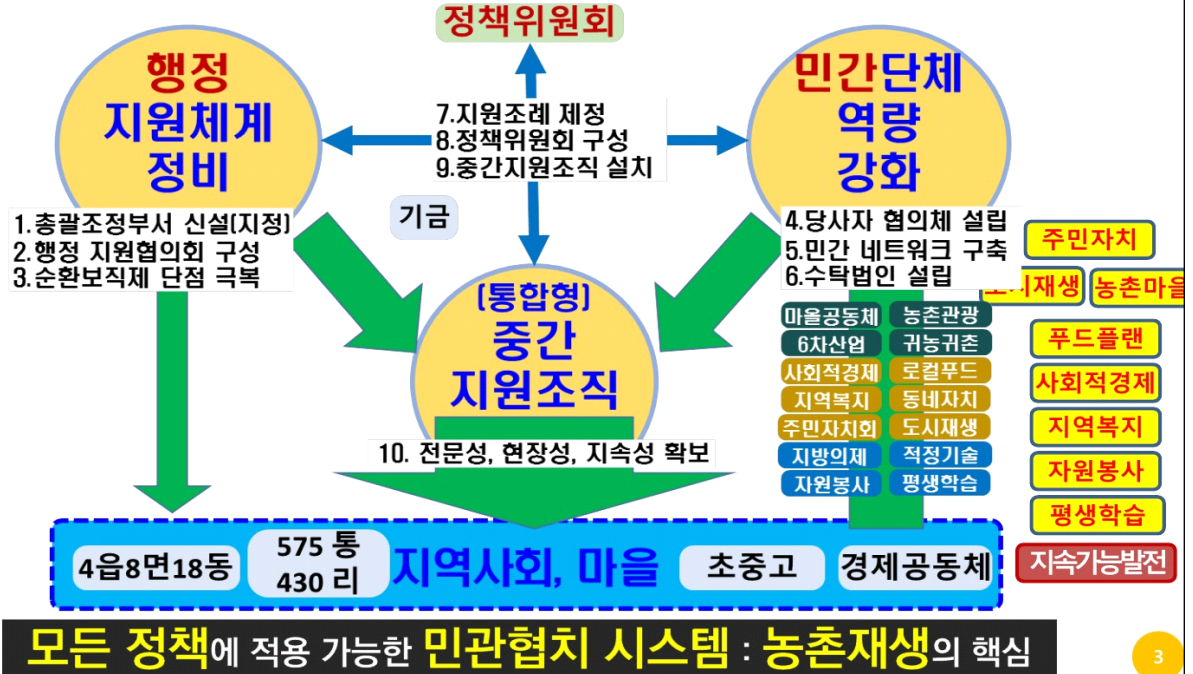 정책위원회
행정
지원체계
정비
민간단체
역량
강화
7.지원조례 제정
8.정책위원회 구성
9.중간지원조직 설치
기금
1.총괄조정부서 신설(지정)
2.행정 지원협의회 구성
3.순환보직제 단점 극복
4.당사자 협의체 설립
5.민간 네트워크 구축
6.수탁법인 설립
(통합형)
중간
지원조직
10. 전문성, 현장성, 지속성 확보
마을공동체 농촌관광
6차산업 귀농귀촌
사회적경제 로컬푸드
지역복지 동네자치
주민자치회 도시재생
지방의제 적정기술
자원봉사 평생학습
주민자치
시재생 농촌마을
푸드플랜
사회적경제
지역복지
자원봉사
평생학습
지속가능발전
4읍8면18동
575 통
430 리
지역사회, 마을
초중고
경제공동체
모든 정책에 적용 가능한 민관협치 시스템 : 농촌재생의 핵심
3